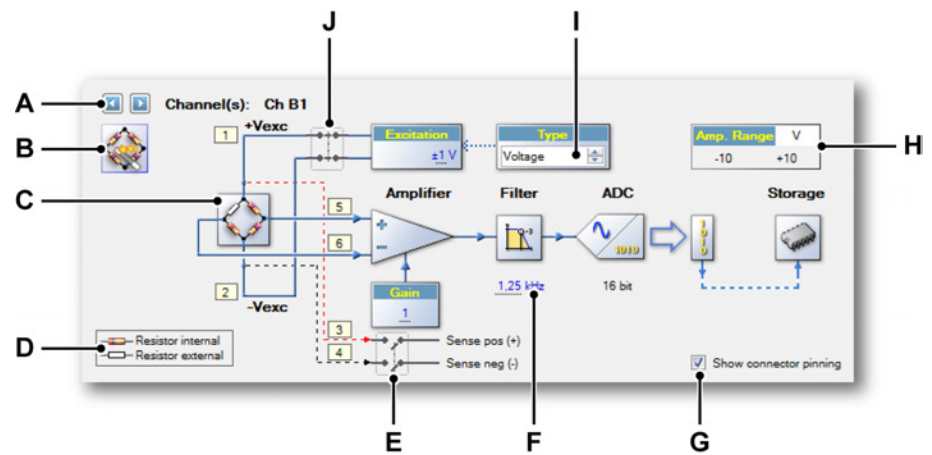 J
I
A
Channel(s): Ch B1
1
+Vexc
Excitation
±1 V
Type
Voltage
Amp. Range V
-10 +10
H
B
C
Amplifier
Filter
ADC
Storage
5
+
6
-
1010
1010
2
-Vexc
Gain
1
1,25 kHz
16 bit
D
Resistor internal
Resistor external
3
Sense pos (+)
4
Sense neg (-)
Show connector pinning
E
F
G